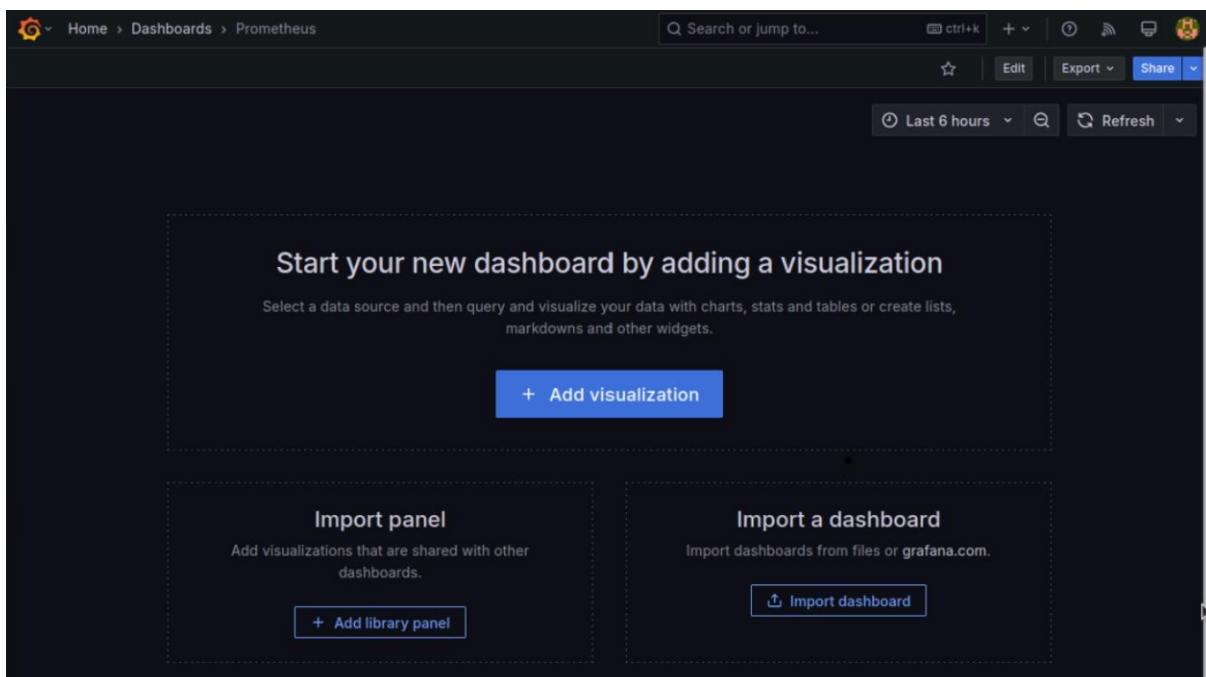 Home › Dashboards › Prometheus
Search or jump to... ctrl+k
Edit Export Share
Last 6 hours Refresh
Start your new dashboard by adding a visualization
Select a data source and then query and visualize your data with charts, stats and tables or create lists,
markdowns and other widgets.
+ Add visualization
Import panel
Add visualizations that are shared with other
dashboards.
+ Add library panel
Import a dashboard
Import dashboards from files or grafana.com.
Import dashboard